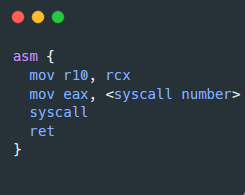 asm {
  mov r10, rcx
  mov eax, <syscall number>
  syscall
  ret
}